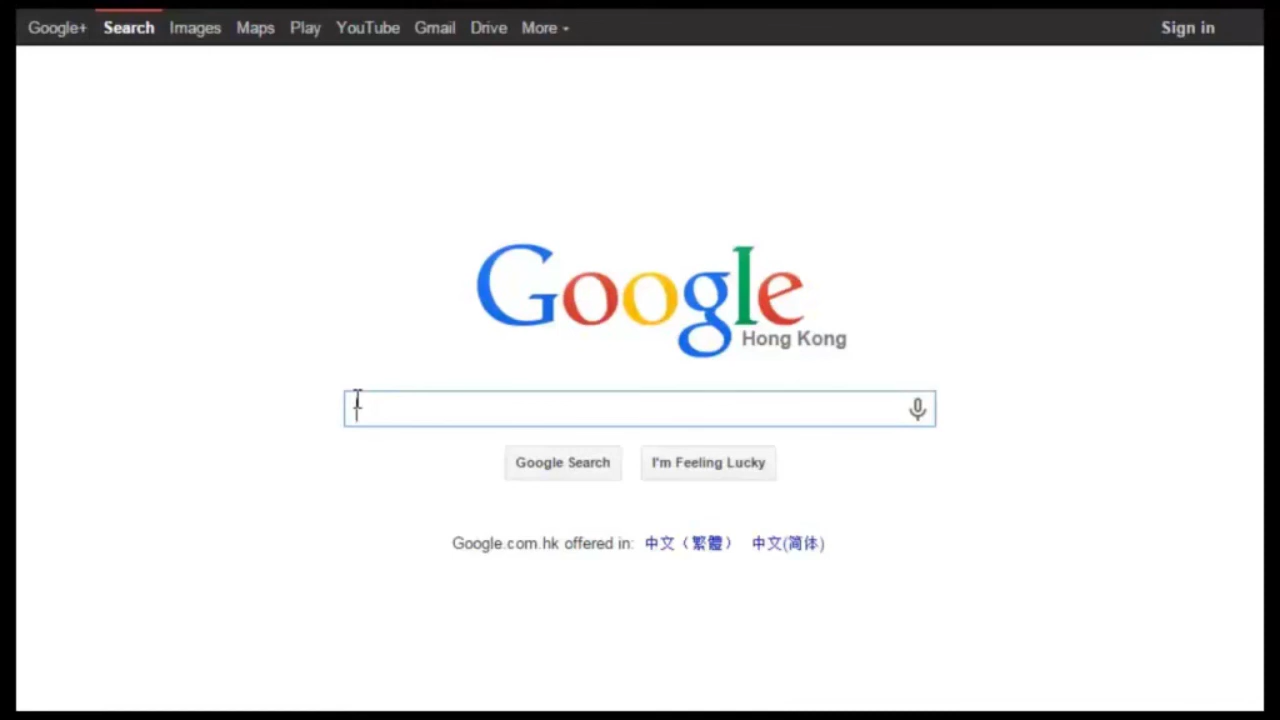 Google+ Search Images Maps Play YouTube Gmail Drive More Sign in
Google
Hong Kong
Google Search I'm Feeling Lucky
Google.com.hk offered in: 中文（繁體） 中文(简体)